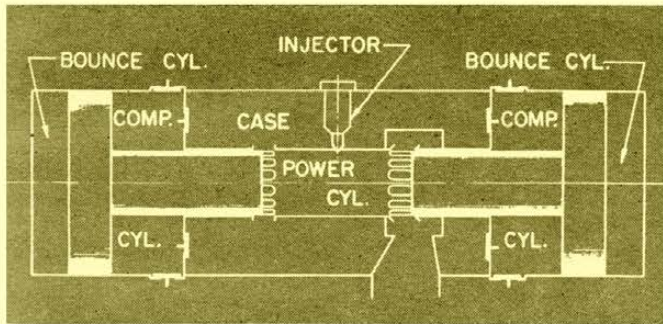 INJECTOR
BOUNCE CYL.
BOUNCE CYL.
COMP.
CASE
COMP.
POWER
CYL.
CYL.
CYL.